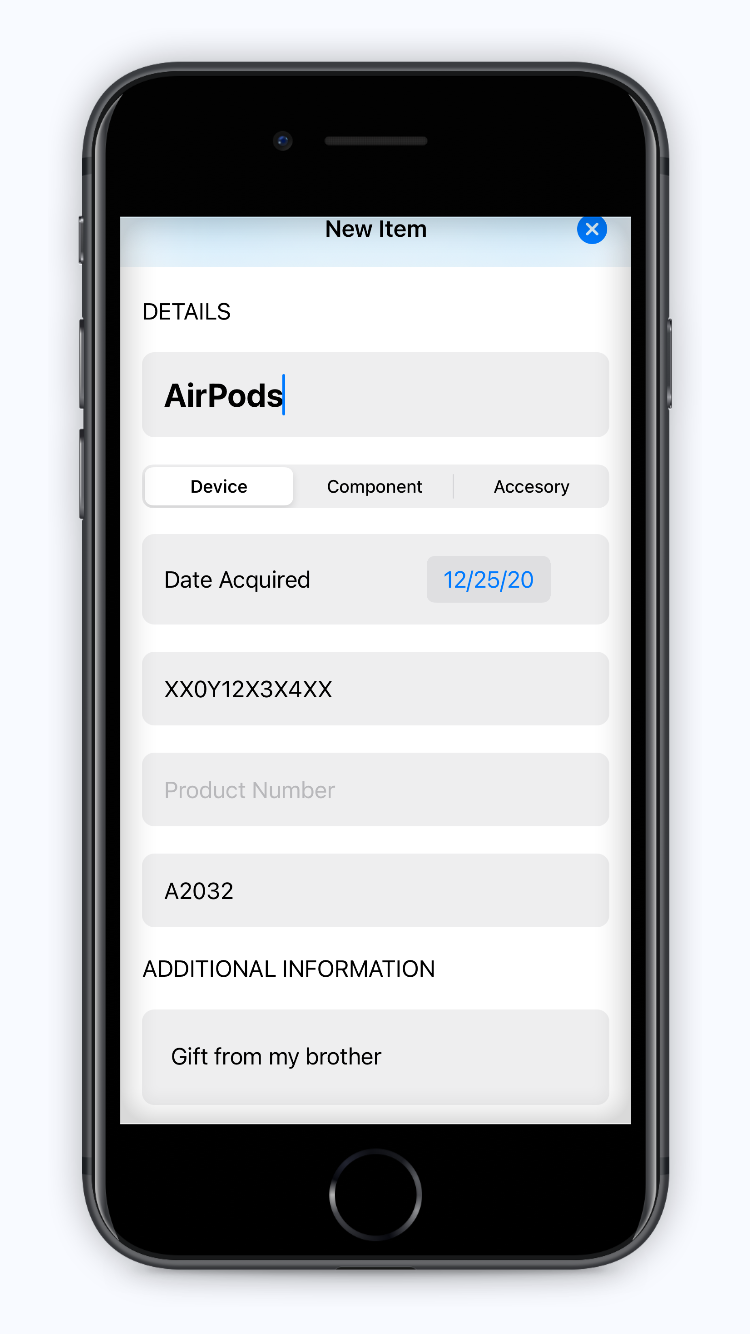 New Item
DETAILS
AirPods
Device Component Accesory
Date Acquired 12/25/20
XX0Y12X3X4XX
Product Number
A2032
ADDITIONAL INFORMATION
Gift from my brother